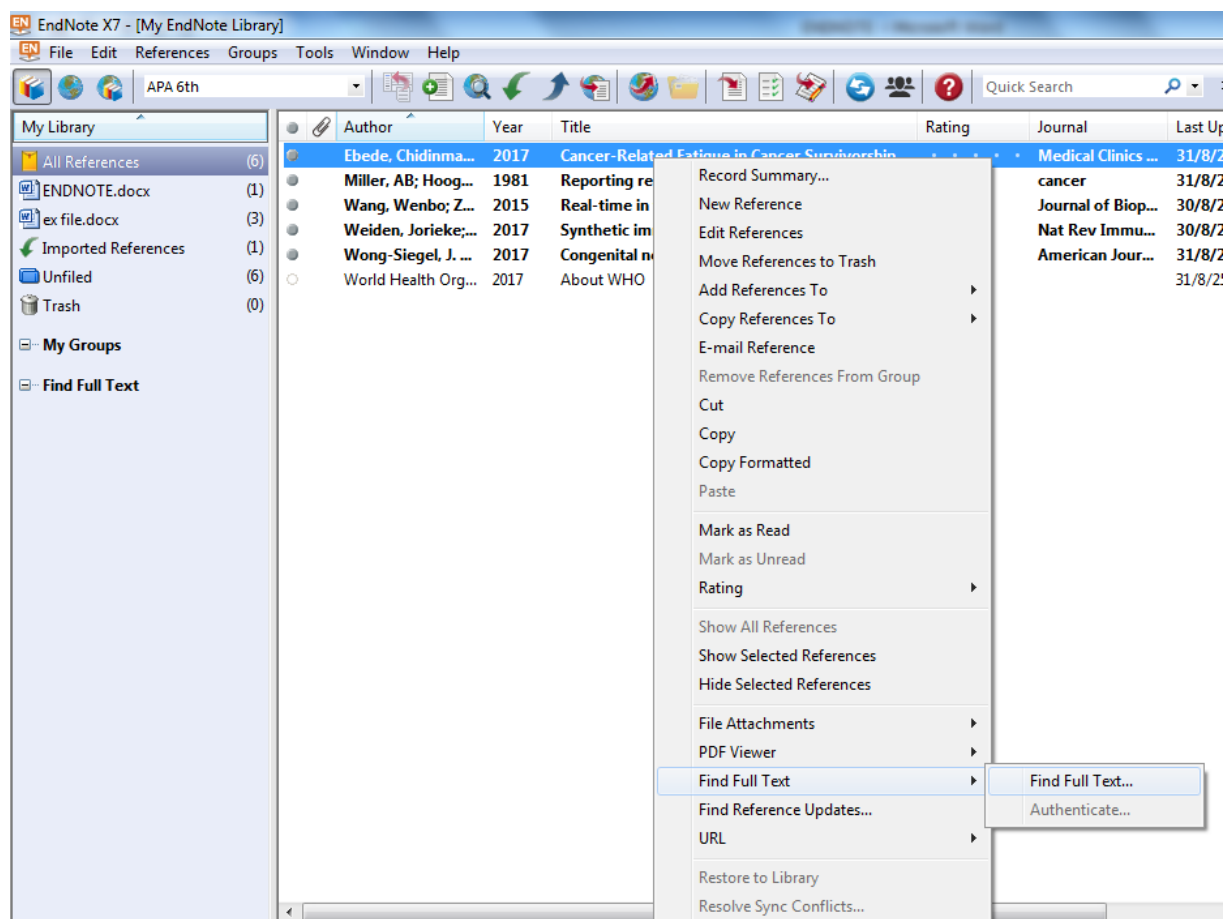 EndNote X7 - [My EndNote Library]
File Edit References Groups Tools Window Help
APA 6th Quick Search
My Library Author Year Title Rating Journal Last Up
All References (6)
ENDNOTE.docx (1)
ex file.docx (3)
Imported References (1)
Unfiled (6)
Trash (0)
My Groups
Find Full Text
Ebede, Chidinma... 2017 Cancer-Related Fatigue in Cancer Survivorship Medical Clinics ... 31/8/2
Miller, AB; Hoog... 1981 Reporting re cancer 31/8/2
Wang, Wenbo; Z... 2015 Real-time in Journal of Biop... 30/8/2
Weiden, Jorieke;... 2017 Synthetic im Nat Rev Immu... 30/8/2
Wong-Siegel, J. ... 2017 Congenital n American Jour... 31/8/2
World Health Org... 2017 About WHO 31/8/25
Record Summary...
New Reference
Edit References
Move References to Trash
Add References To
Copy References To
E-mail Reference
Remove References From Group
Cut
Copy
Copy Formatted
Paste
Mark as Read
Mark as Unread
Rating
Show All References
Show Selected References
Hide Selected References
File Attachments
PDF Viewer
Find Full Text
Find Full Text...
Find Reference Updates...
Authenticate...
URL
Restore to Library
Resolve Sync Conflicts...